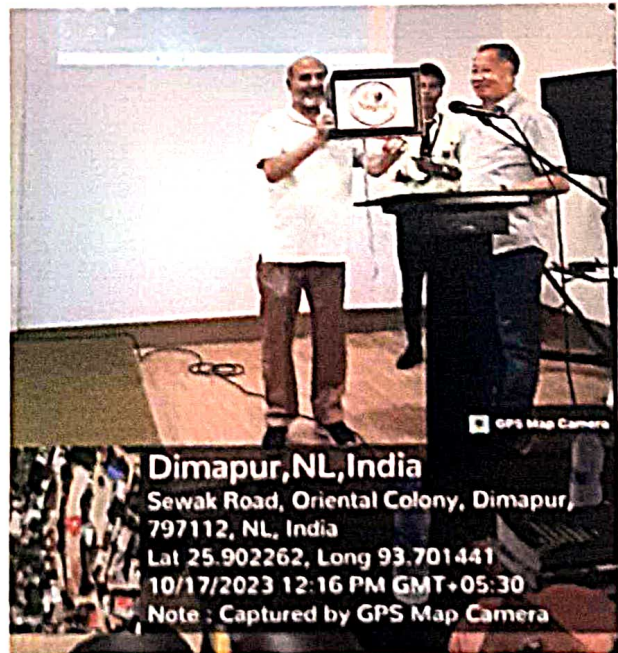 GPS Map Camera
Dimapur,NL,India
Sewak Road, Oriental Colony, Dimapur,
797112, NL, India
Lat 25.902262, Long 93.701441
10/17/2023 12:16 PM GMT+05:30
Note : Captured by GPS Map Camera